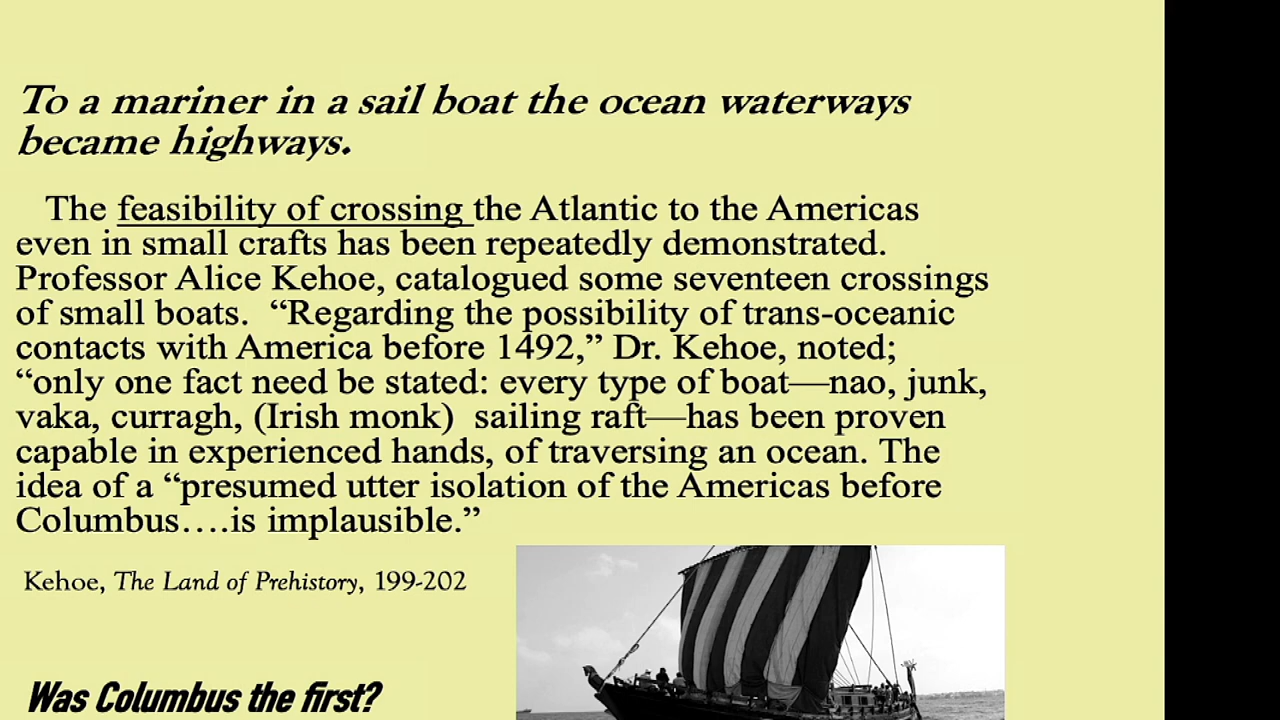 To a mariner in a sail boat the ocean waterways
became highways.
The feasibility of crossing the Atlantic to the Americas
even in small crafts has been repeatedly demonstrated.
Professor Alice Kehoe, catalogued some seventeen crossings
of small boats.  “Regarding the possibility of trans-oceanic
contacts with America before 1492,” Dr. Kehoe, noted;
“only one fact need be stated: every type of boat—nao, junk,
vaka, curragh, (Irish monk)  sailing raft—has been proven
capable in experienced hands, of traversing an ocean. The
idea of a “presumed utter isolation of the Americas before
Columbus….is implausible.”
Kehoe, The Land of Prehistory, 199-202
Was Columbus the first?